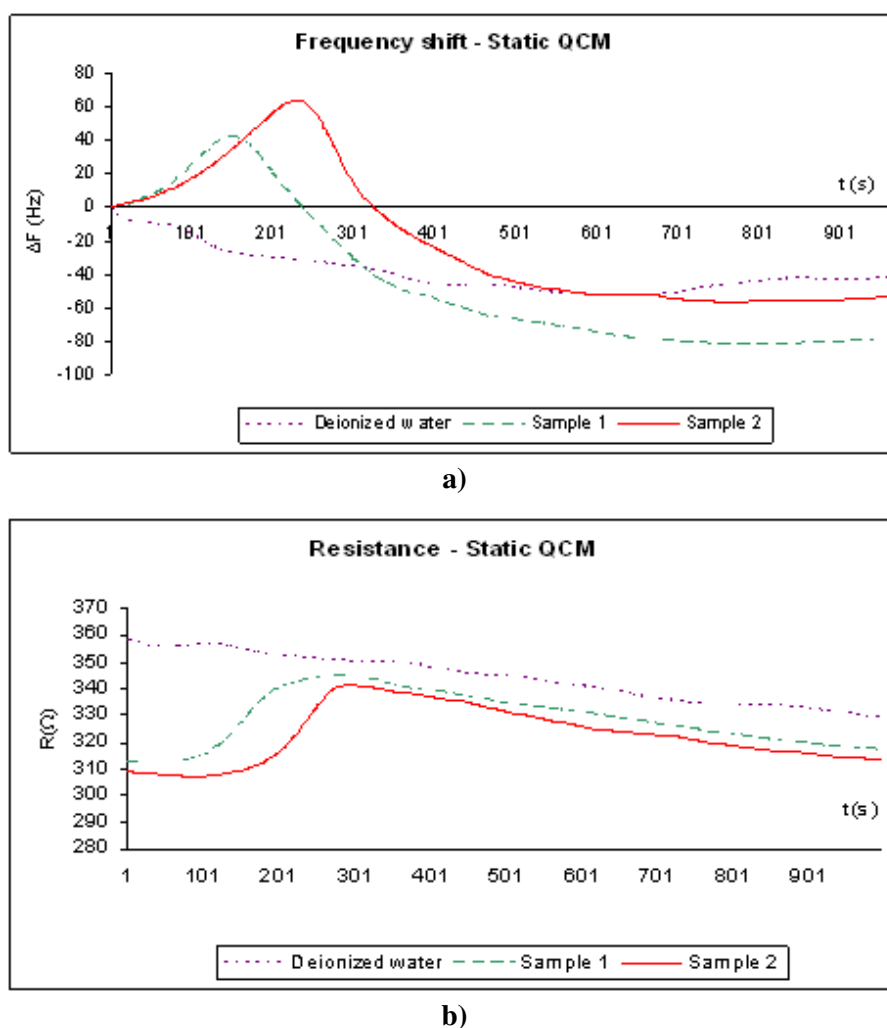 Frequency shift - Static QCM
80
60
40
20
0
-20
-40
-60
-80
-100
ΔF (Hz)
t(s)
1 101 201 301 401 501 601 701 801 901
Deionized water Sample 1 Sample 2
a)
Resistance - Static QCM
370
360
350
340
330
320
310
300
290
280
R(Ω)
t(s)
1 101 201 301 401 501 601 701 801 901
Deionized water Sample 1 Sample 2
b)